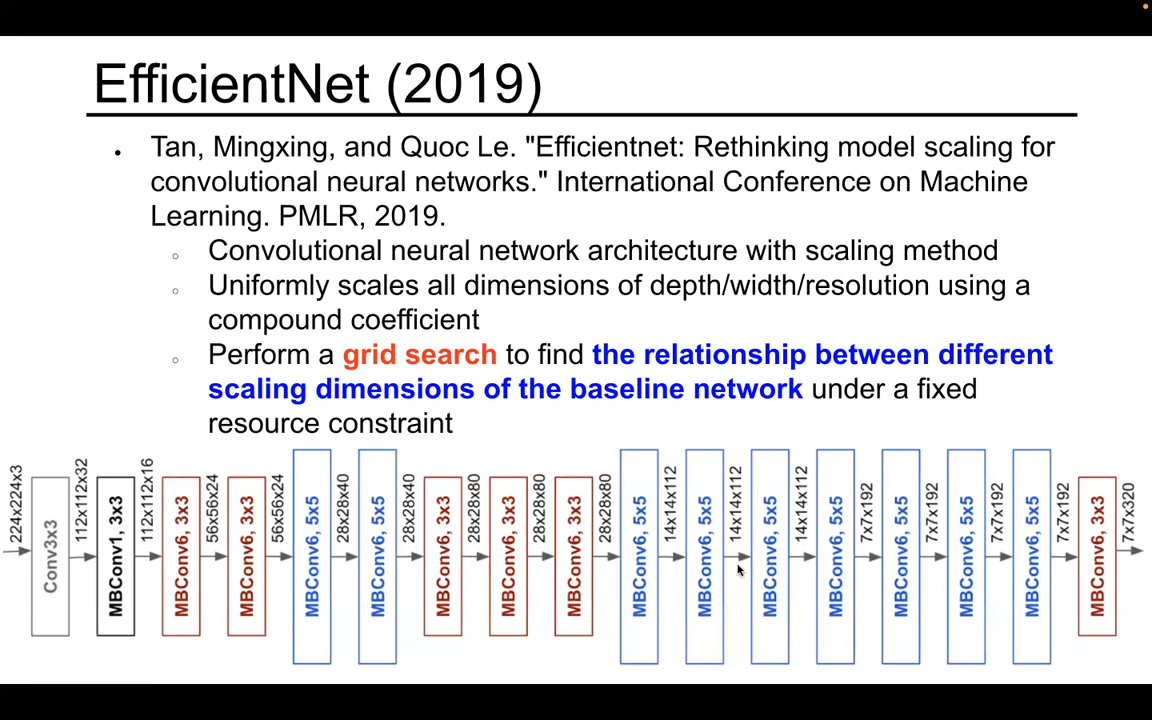 EfficientNet (2019)
• Tan, Mingxing, and Quoc Le. "Efficientnet: Rethinking model scaling for
convolutional neural networks." International Conference on Machine
Learning. PMLR, 2019.
○ Convolutional neural network architecture with scaling method
○ Uniformly scales all dimensions of depth/width/resolution using a
compound coefficient
○ Perform a grid search to find the relationship between different
scaling dimensions of the baseline network under a fixed
resource constraint
224x224x3
Conv3x3
112x112x32
MBConv1, 3x3
112x112x16
MBConv6, 3x3
56x56x24
MBConv6, 3x3
56x56x24
MBConv6, 5x5
28x28x40
MBConv6, 5x5
28x28x40
MBConv6, 3x3
28x28x80
MBConv6, 3x3
28x28x80
MBConv6, 3x3
28x28x80
MBConv6, 5x5
14x14x112
MBConv6, 5x5
14x14x112
MBConv6, 5x5
14x14x112
MBConv6, 5x5
7x7x192
MBConv6, 5x5
7x7x192
MBConv6, 5x5
7x7x192
MBConv6, 5x5
7x7x192
MBConv6, 3x3
7x7x320